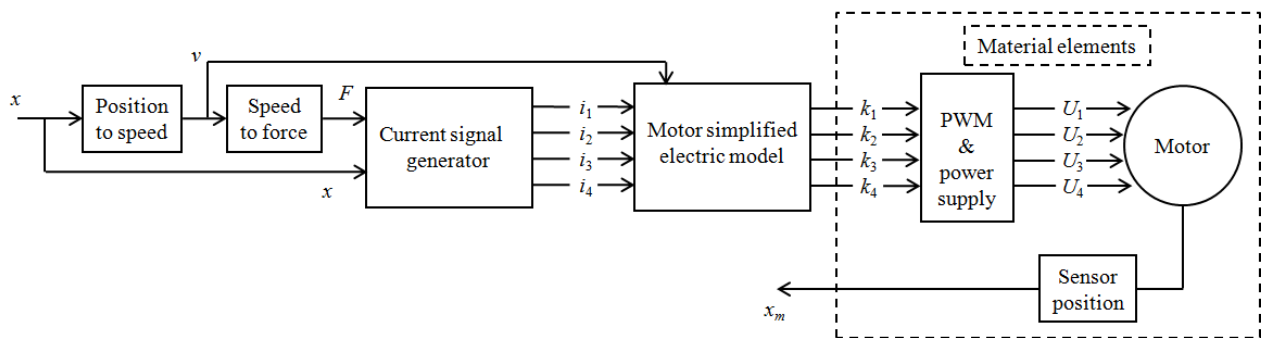 Material elements
v
x
Position
to speed
Speed
to force
F
Current signal
generator
x
i1
i2
i3
i4
Motor simplified
electric model
k1
k2
k3
k4
PWM
&
power
supply
U1
U2
U3
U4
Motor
Sensor
position
xm